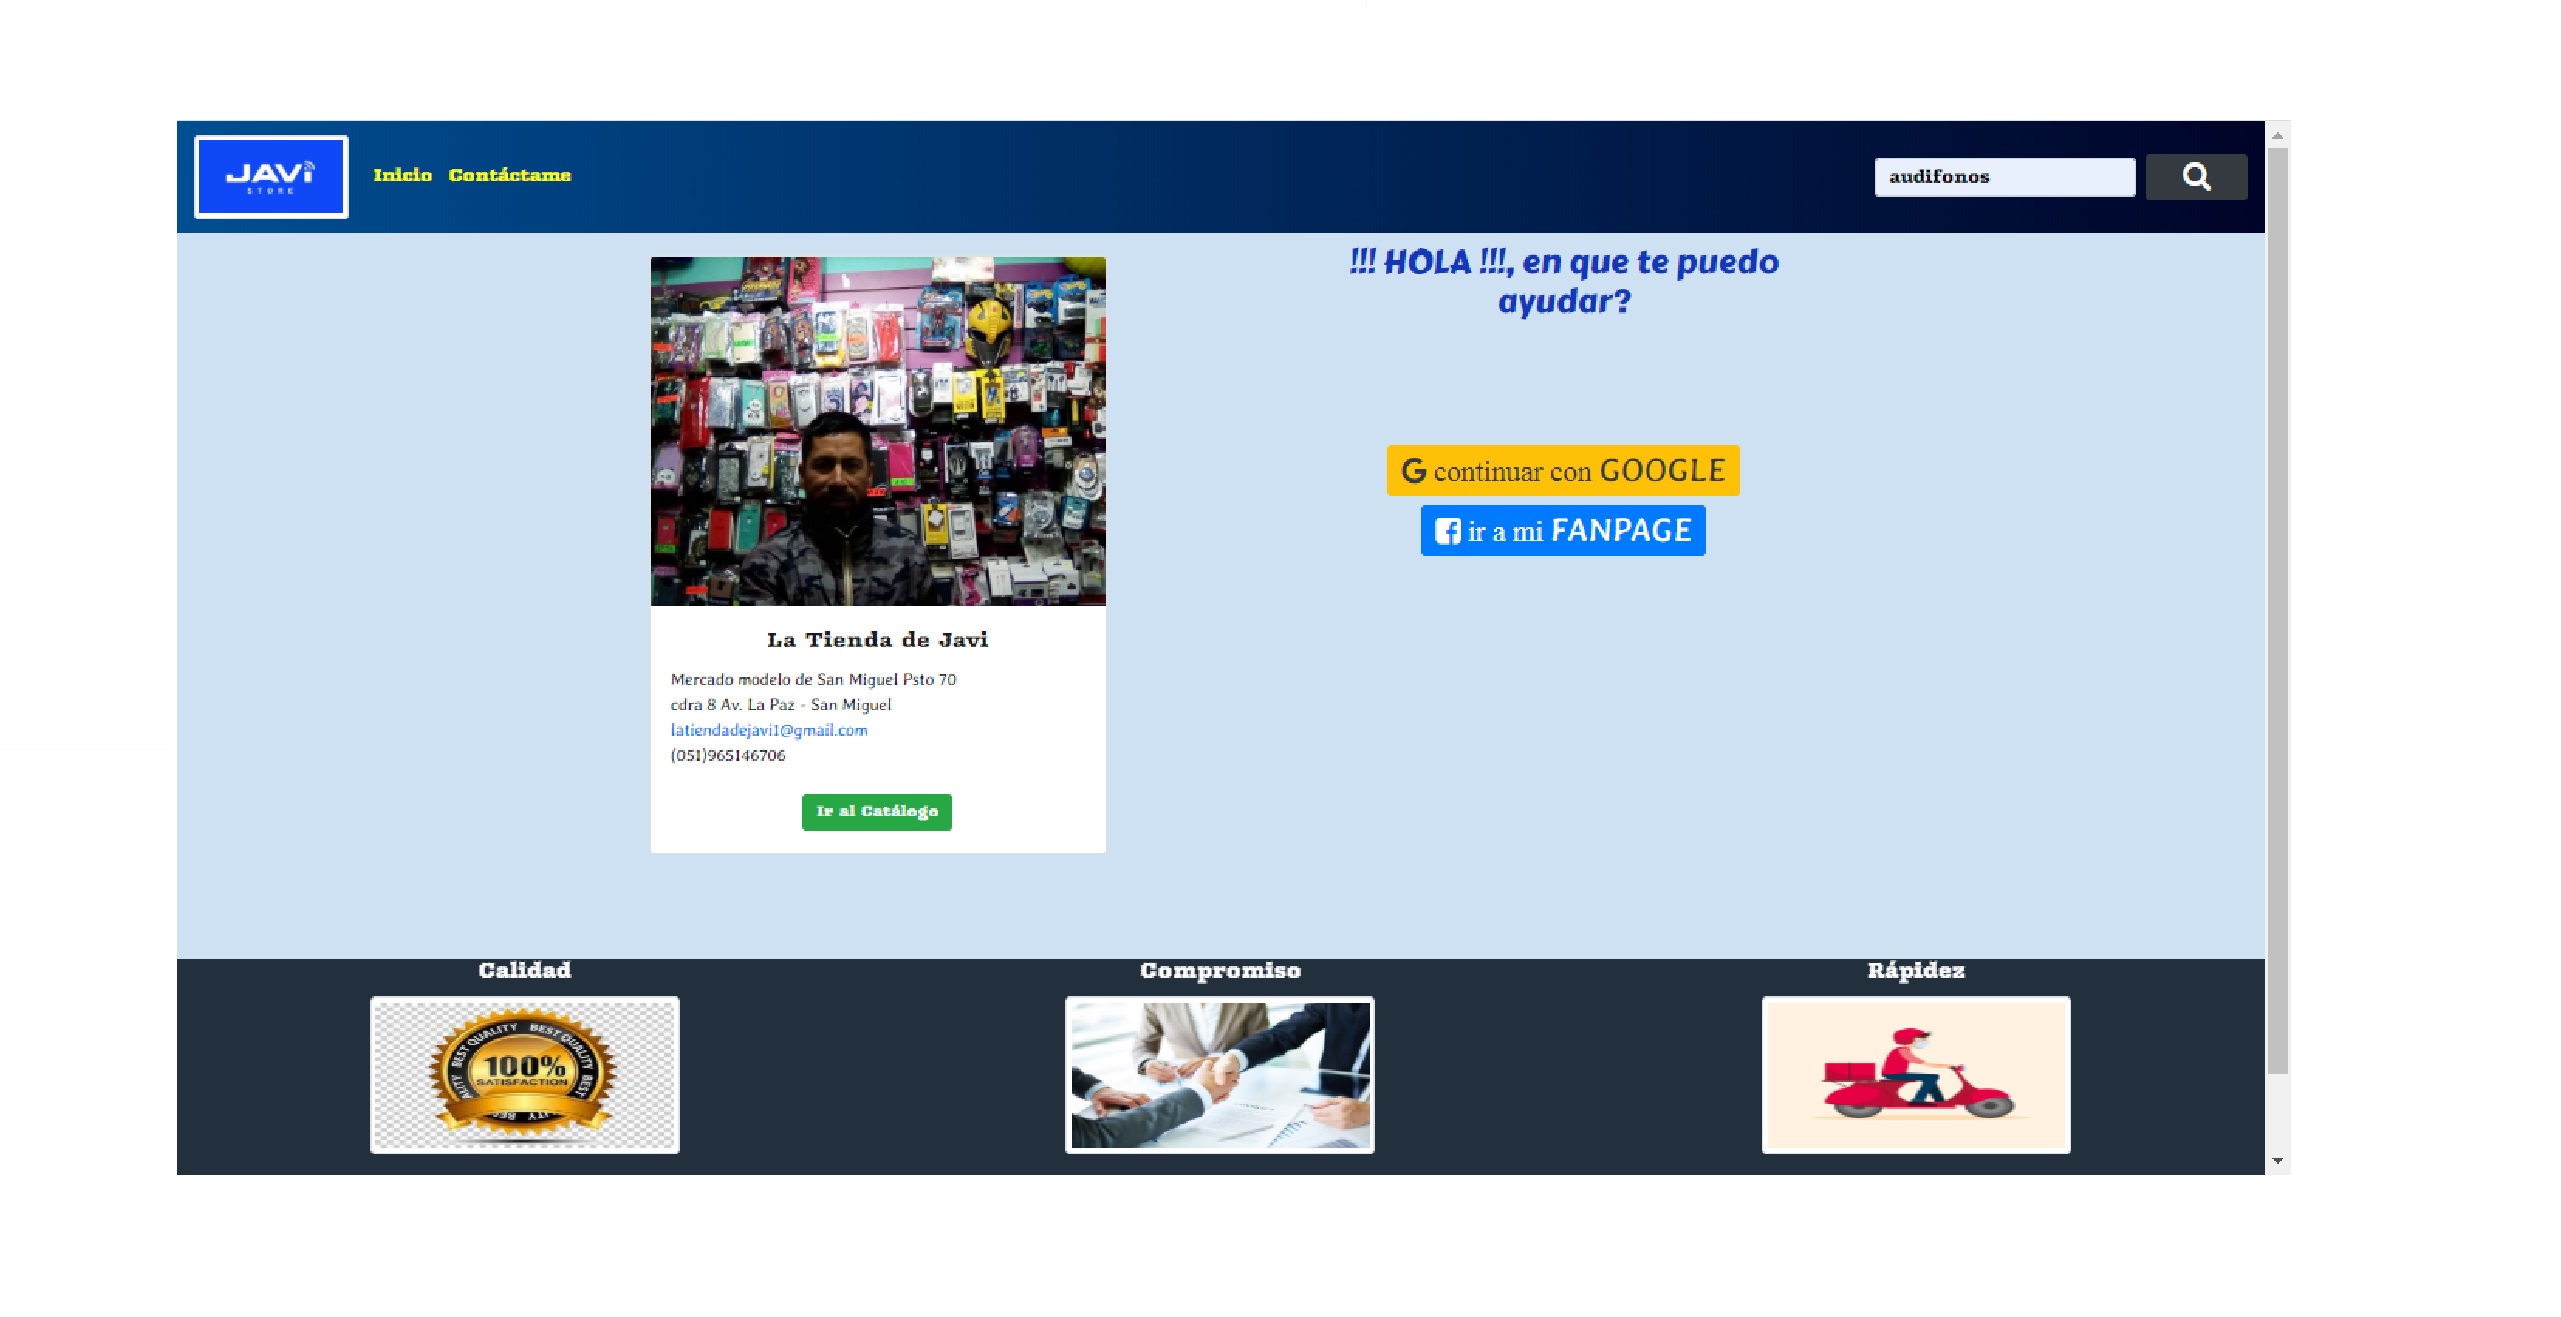 JAVi
STORE
Inicio Contáctame
audifonos
!!! HOLA !!!, en que te puedo
ayudar?
G continuar con GOOGLE
ir a mi FANPAGE
La Tienda de Javi
Mercado modelo de San Miguel Psto 70
cdra 8 Av. La Paz - San Miguel
latiendadejavi1@gmail.com
(051)965146706
Ir al Catálogo
Calidad
Compromiso
Rápidez
BEST QUALITY BEST QUALITY BEST
100%
SATISFACTION